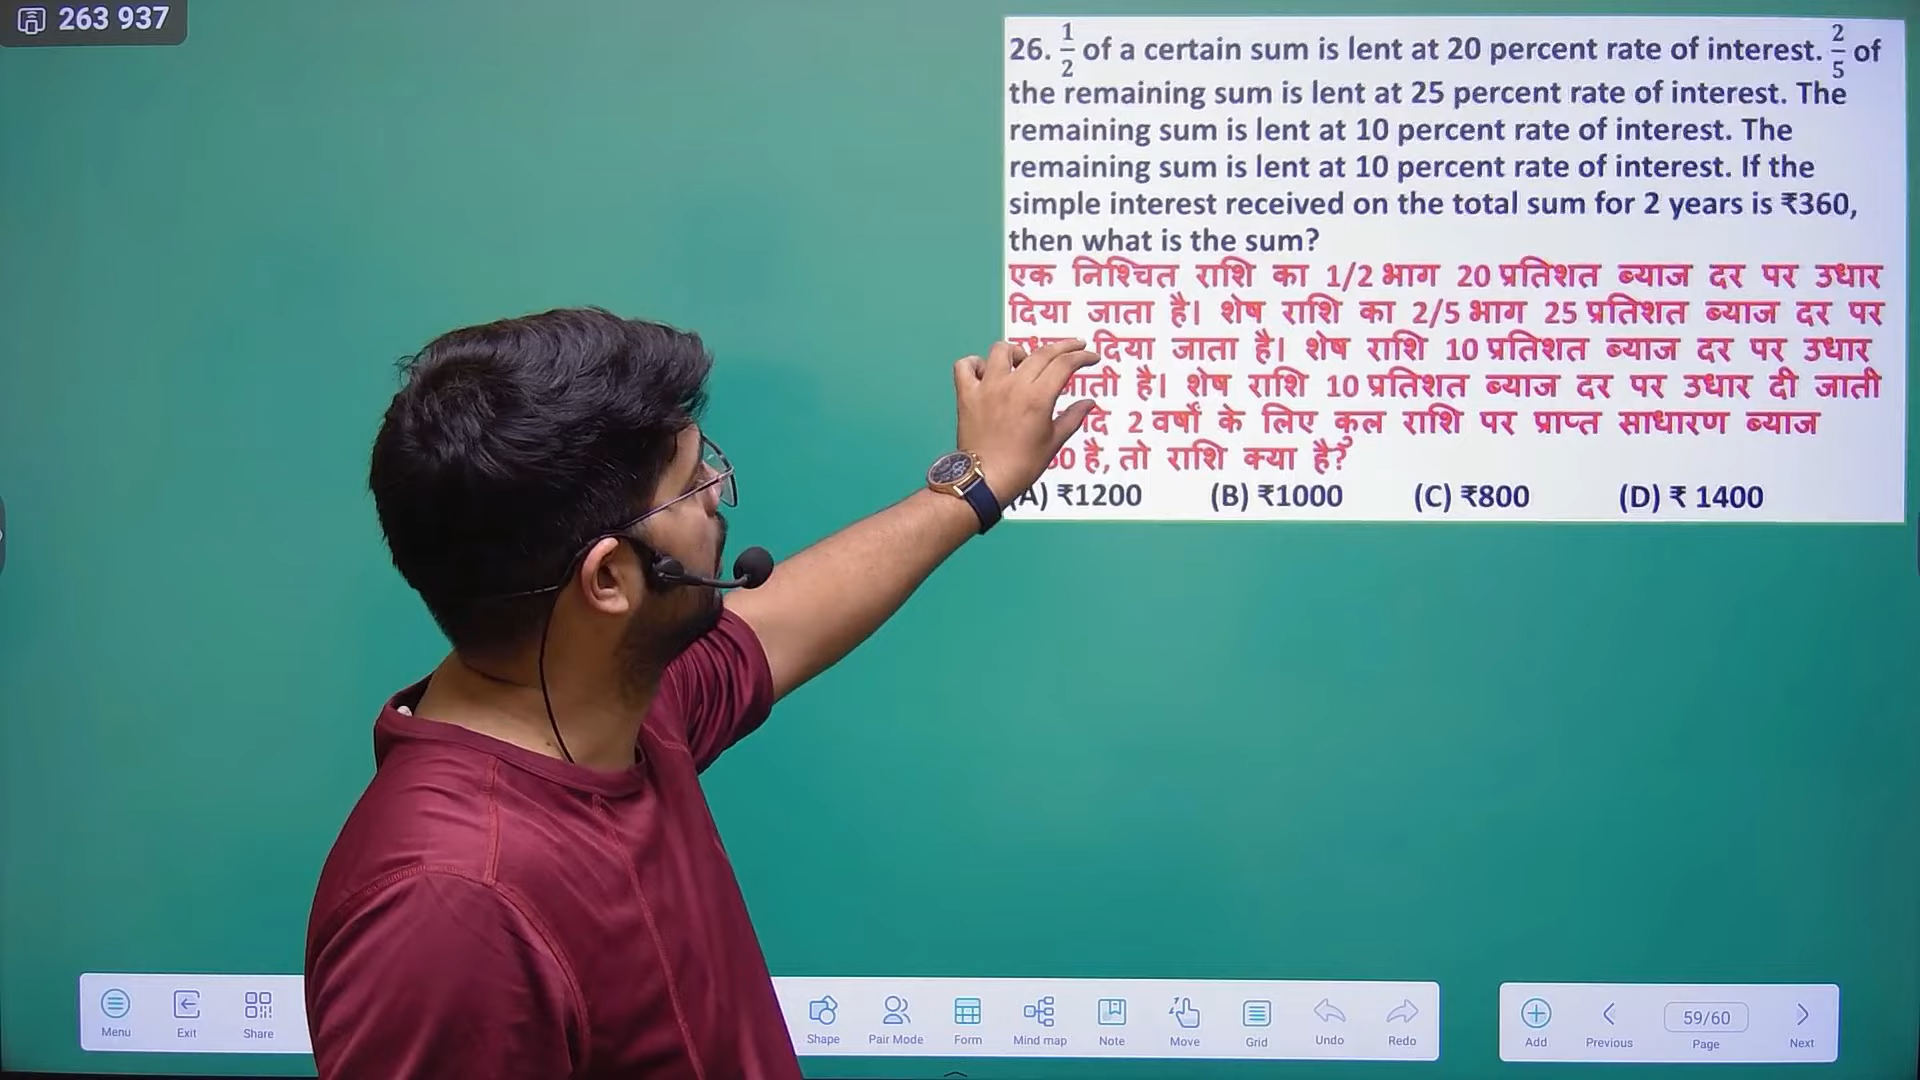 263 937
26. 1/2 of a certain sum is lent at 20 percent rate of interest. 2/5 of
the remaining sum is lent at 25 percent rate of interest. The
remaining sum is lent at 10 percent rate of interest. The
remaining sum is lent at 10 percent rate of interest. If the
simple interest received on the total sum for 2 years is ₹360,
then what is the sum?
एक निश्चित राशि का 1/2 भाग 20 प्रतिशत ब्याज दर पर उधार
दिया जाता है। शेष राशि का 2/5 भाग 25 प्रतिशत ब्याज दर पर
दिया जाता है। शेष राशि 10 प्रतिशत ब्याज दर पर उधार
जाती है। शेष राशि 10 प्रतिशत ब्याज दर पर उधार दी जाती
2 वर्षों के लिए कुल राशि पर प्राप्त साधारण ब्याज
है, तो राशि क्या है?
(A) ₹1200 (B) ₹1000 (C) ₹800 (D) ₹ 1400
Menu Exit Share Shape Pair Mode Form Mind map Note Move Grid Undo Redo Add Previous 59/60 Page Next